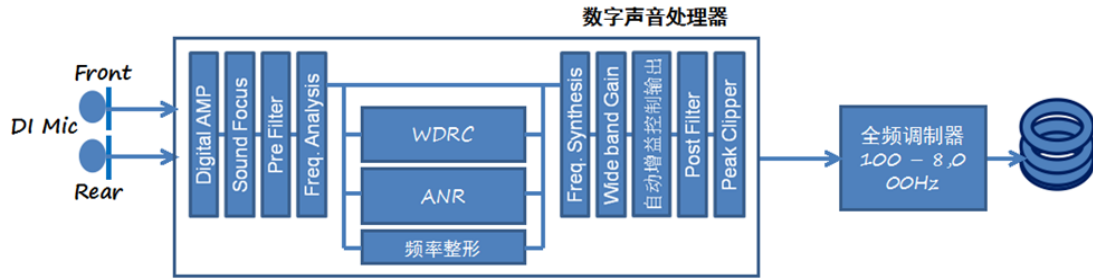 数字声音处理器
Front
DI Mic
Rear
Digital AMP
Sound Focus
Pre Filter
Freq. Analysis
WDRC
ANR
频率整形
Freq. Synthesis
Wide band Gain
自动增益控制输出
Post Filter
Peak Clipper
全频调制器
100 – 8,0
00Hz